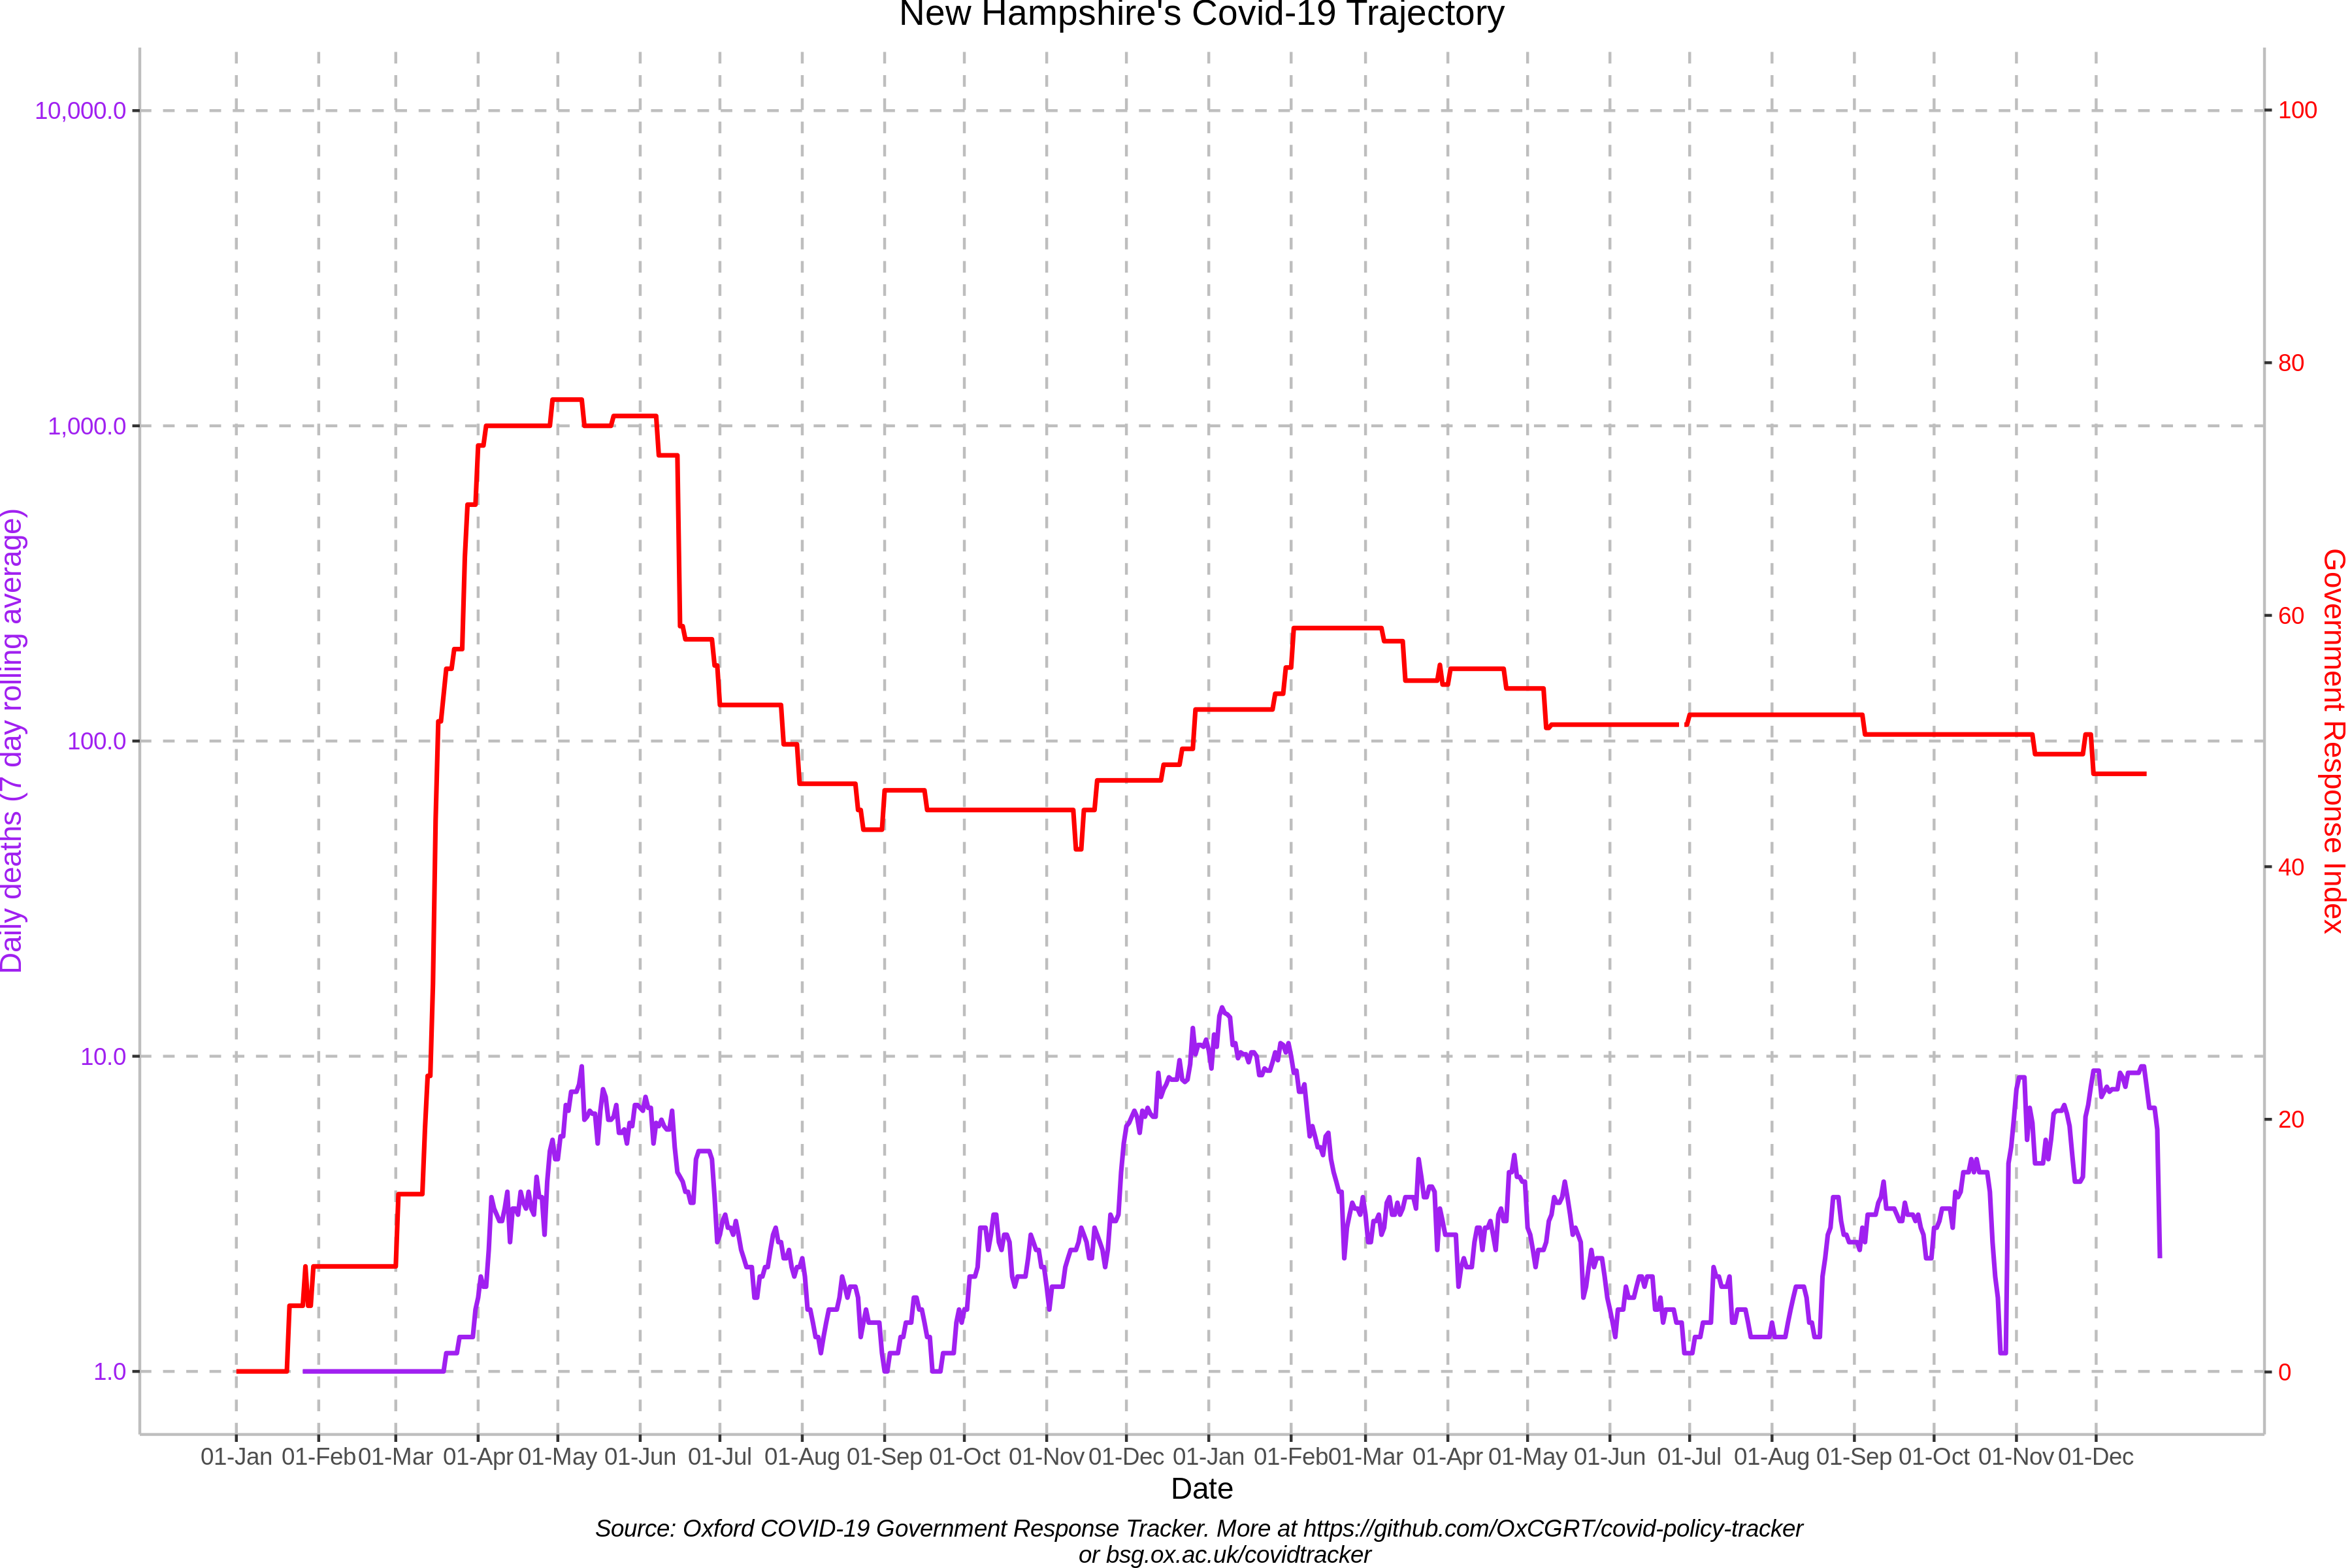 New Hampshire's Covid-19 Trajectory
10,000.0
1,000.0
100.0
10.0
1.0
Daily deaths (7 day rolling average)
100
80
60
40
20
0
Government Response Index
01-Jan 01-Feb 01-Mar 01-Apr 01-May 01-Jun 01-Jul 01-Aug 01-Sep 01-Oct 01-Nov 01-Dec 01-Jan 01-Feb 01-Mar 01-Apr 01-May 01-Jun 01-Jul 01-Aug 01-Sep 01-Oct 01-Nov 01-Dec
Date
Source: Oxford COVID-19 Government Response Tracker. More at https://github.com/OxCGRT/covid-policy-tracker
or bsg.ox.ac.uk/covidtracker